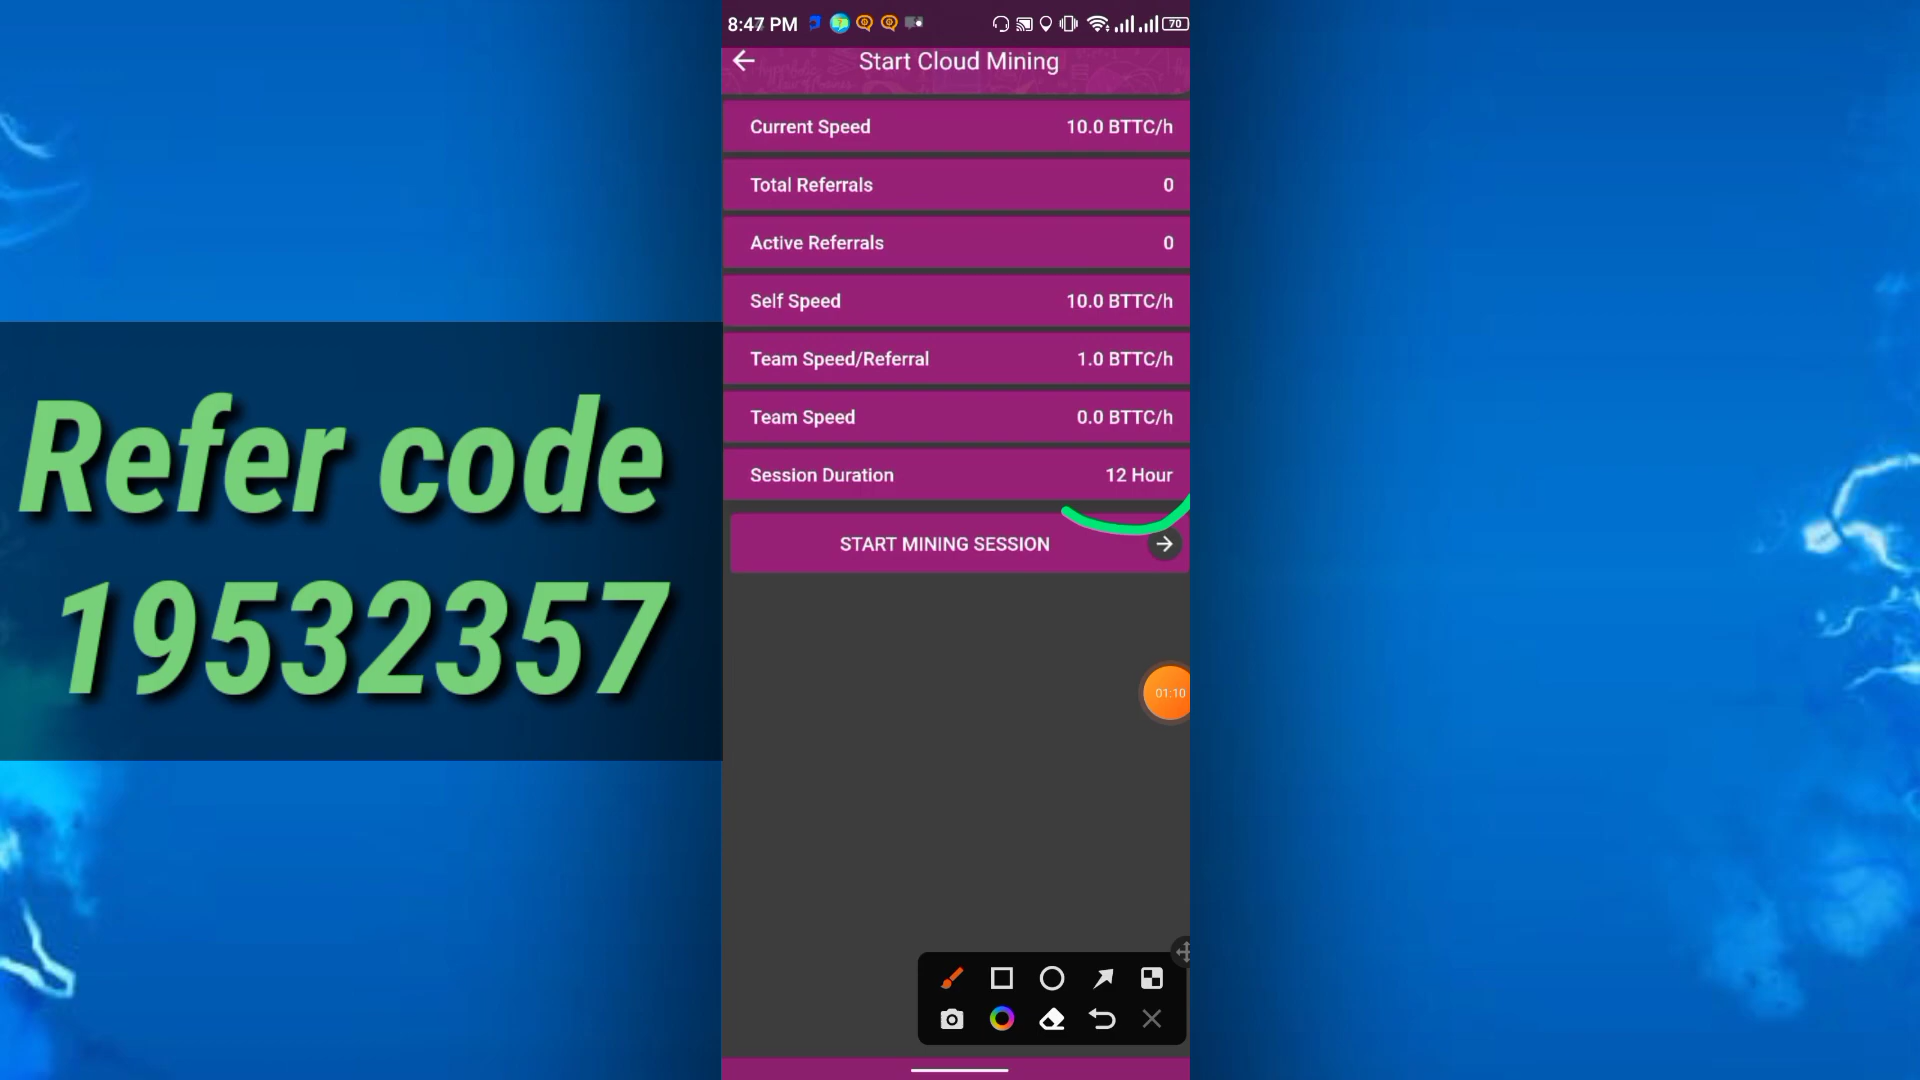 8:47 PM
70
Start Cloud Mining
Current Speed 10.0 BTTC/h
Total Referrals 0
Active Referrals 0
Self Speed 10.0 BTTC/h
Team Speed/Referral 1.0 BTTC/h
Team Speed 0.0 BTTC/h
Session Duration 12 Hour
START MINING SESSION
Refer code
19532357
01:10